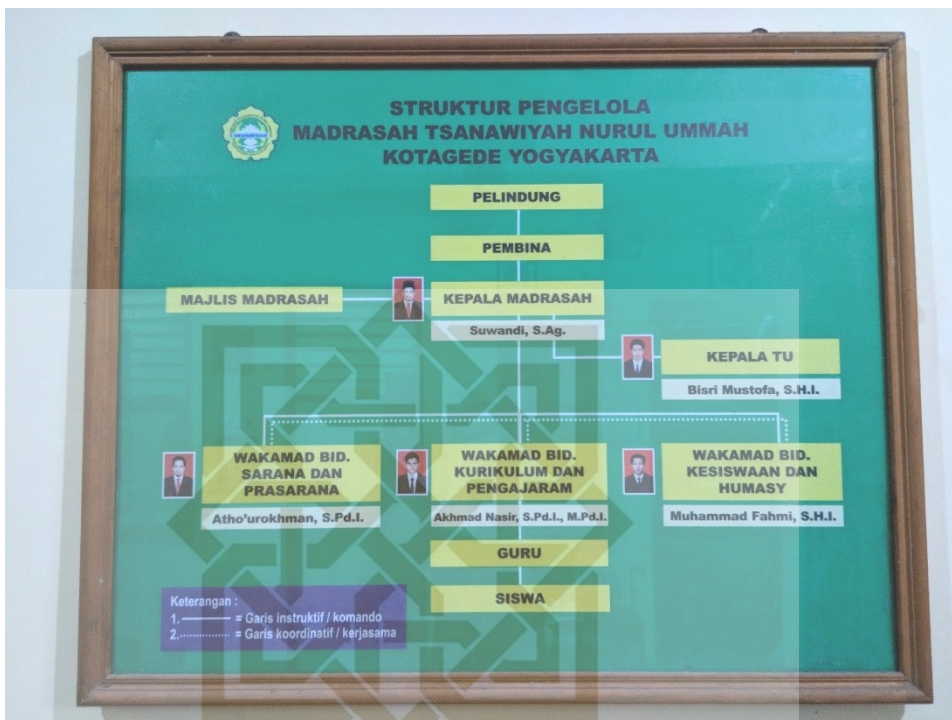 STRUKTUR PENGELOLA
MADRASAH TSANAWIYAH NURUL UMMAH
KOTAGEDE YOGYAKARTA
PELINDUNG
PEMBINA
MAJLIS MADRASAH
KEPALA MADRASAH
Suwandi, S.Ag.
KEPALA TU
Bisri Mustofa, S.H.I.
WAKAMAD BID.
SARANA DAN
PRASARANA
Atho'urokhman, S.Pd.I.
WAKAMAD BID.
KURIKULUM DAN
PENGAJARAM
Akhmad Nasir, S.Pd.I., M.Pd.I.
WAKAMAD BID.
KESISWAAN DAN
HUMASY
Muhammad Fahmi, S.H.I.
GURU
SISWA
Keterangan :
1. = Garis instruktif / komando
2. = Garis koordinatif / kerjasama